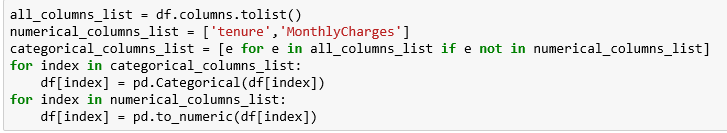 all_columns_list = df.columns.tolist()
numerical_columns_list = ['tenure','MonthlyCharges']
categorical_columns_list = [e for e in all_columns_list if e not in numerical_columns_list]
for index in categorical_columns_list:
    df[index] = pd.Categorical(df[index])
for index in numerical_columns_list:
    df[index] = pd.to_numeric(df[index])